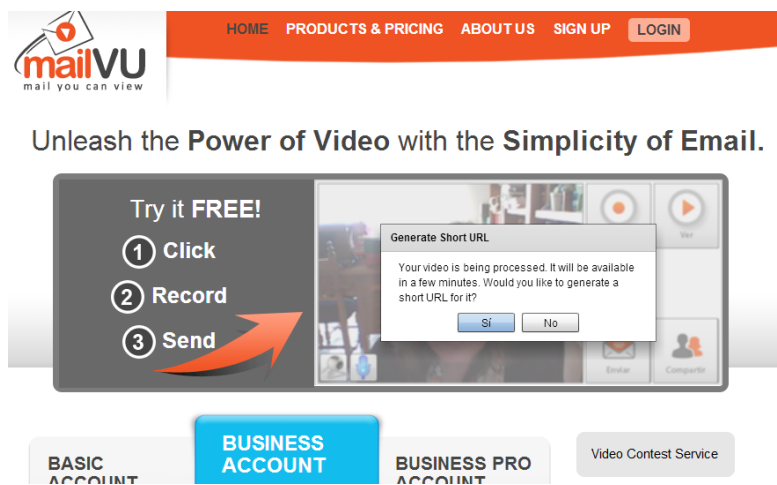 HOME PRODUCTS & PRICING ABOUT US SIGN UP LOGIN
mailVU
mail you can view
Unleash the Power of Video with the Simplicity of Email.
Try it FREE!
1 Click
2 Record
3 Send
Generate Short URL
Your video is being processed. It will be available
in a few minutes. Would you like to generate a
short URL for it?
Sí No
Ver
Enviar Compartir
BASIC
ACCOUNT
BUSINESS
ACCOUNT
BUSINESS PRO
ACCOUNT
Video Contest Service